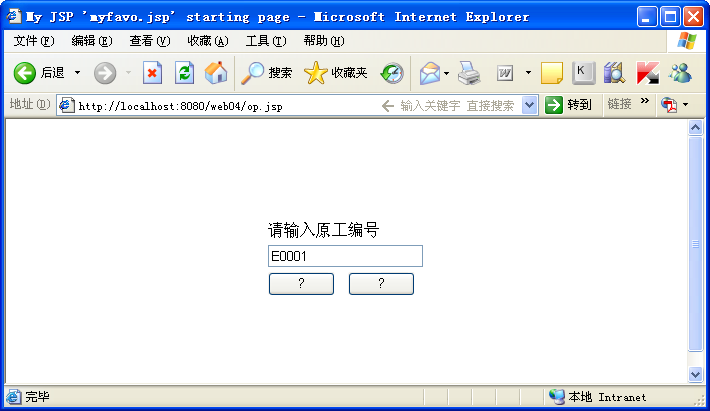 My JSP 'myfavo.jsp' starting page - Microsoft Internet Explorer
文件(F) 编辑(E) 查看(V) 收藏(A) 工具(T) 帮助(H)
后退 搜索 收藏夹 W K
地址(D) http://localhost:8080/web04/op.jsp 输入关键字 直接搜索 转到 链接 »
请输入原工编号
E0001
? ?
完毕 本地 Intranet